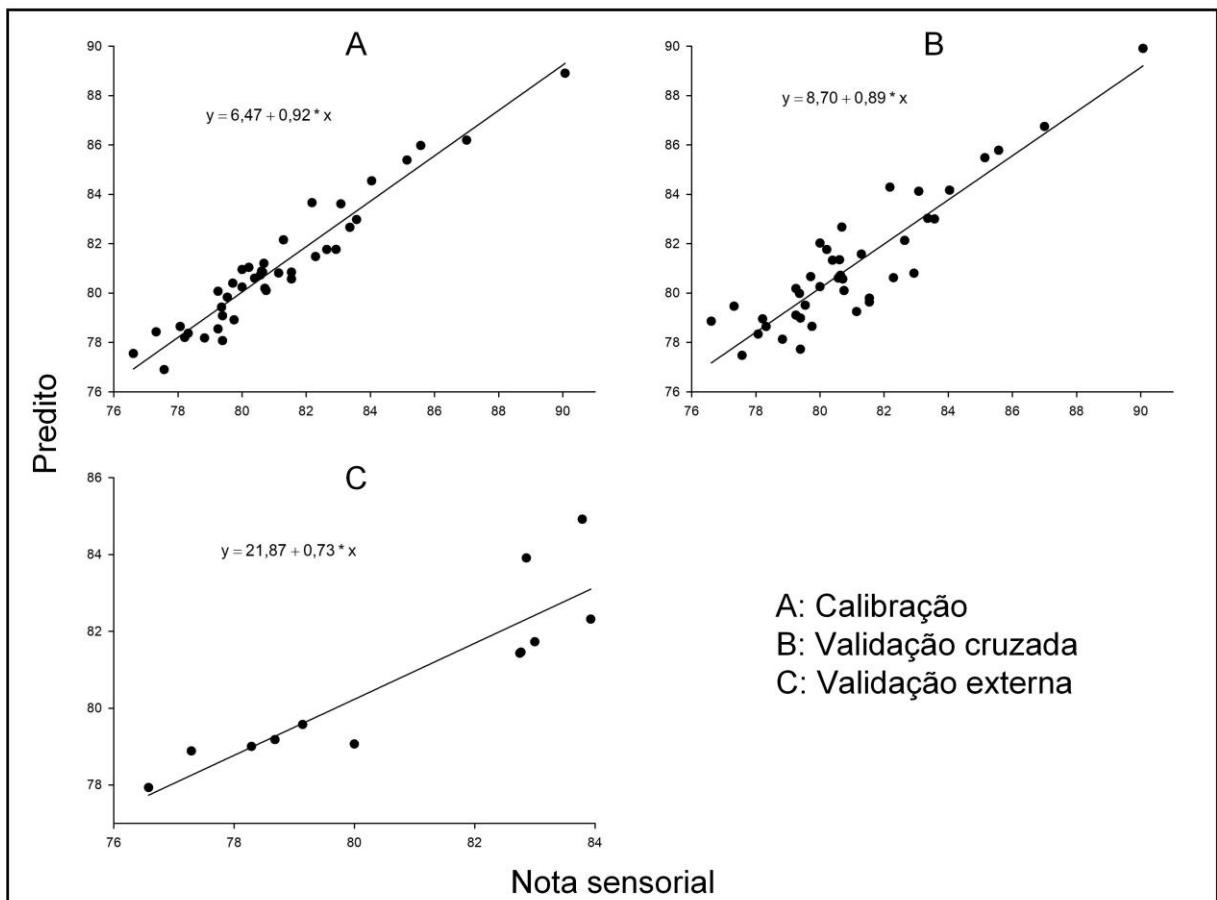 A
B
90
88
86
84
82
80
78
76
y = 6,47 + 0,92 * x
76 78 80 82 84 86 88 90
90
88
86
84
82
80
78
76
y = 8,70 + 0,89 * x
76 78 80 82 84 86 88 90
Predito
C
86
84
82
80
78
y = 21,87 + 0,73 * x
76 78 80 82 84
A: Calibração
B: Validação cruzada
C: Validação externa
Nota sensorial